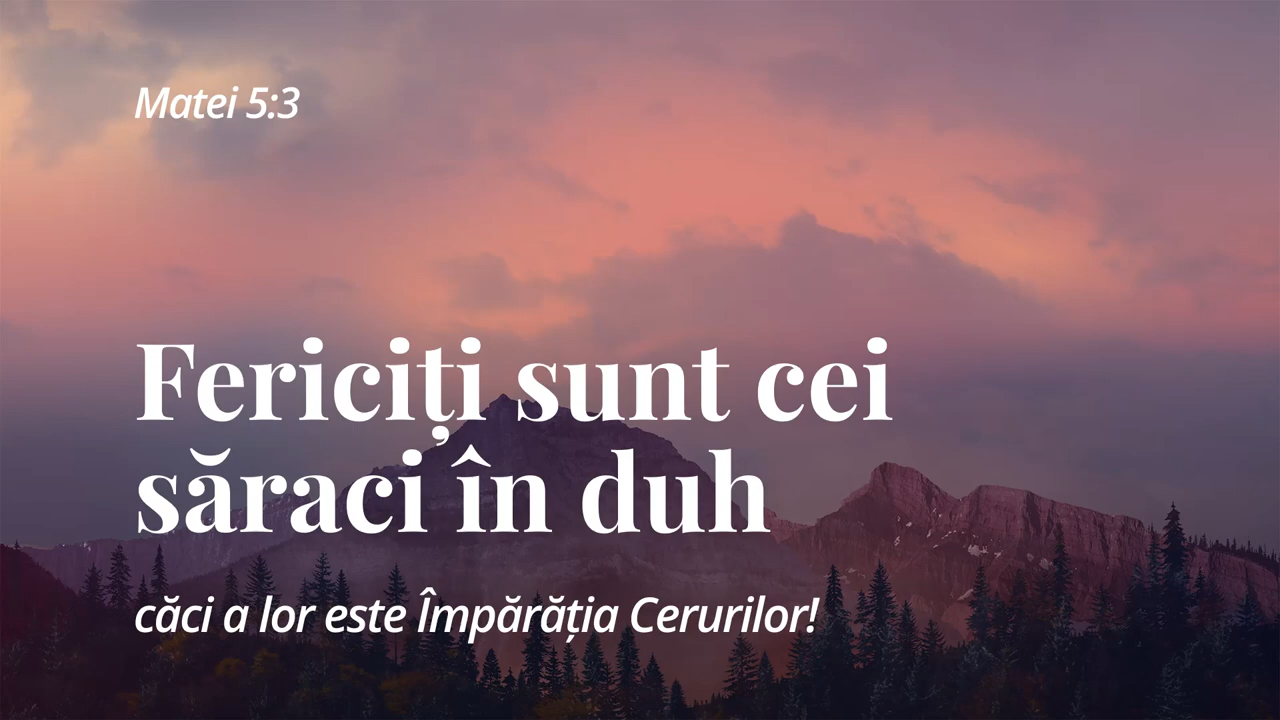 Matei 5:3
Fericiți sunt cei
săraci în duh
căci a lor este Împărăția Cerurilor!